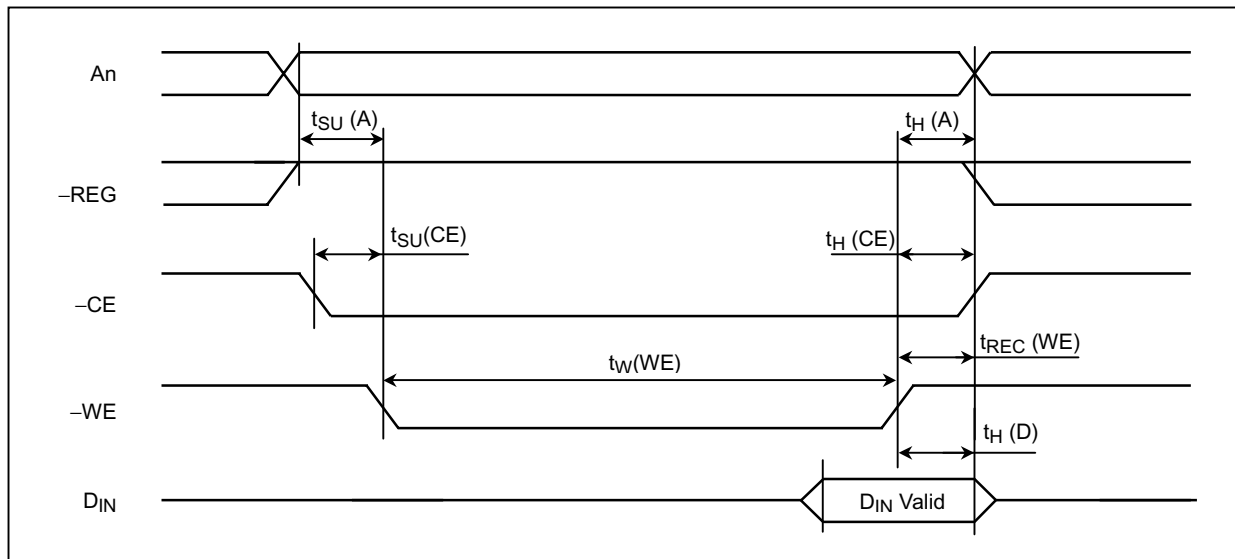 An
tSU (A)
tH (A)
–REG
tSU(CE)
tH (CE)
–CE
tREC (WE)
tW(WE)
–WE
tH (D)
DIN
DIN Valid